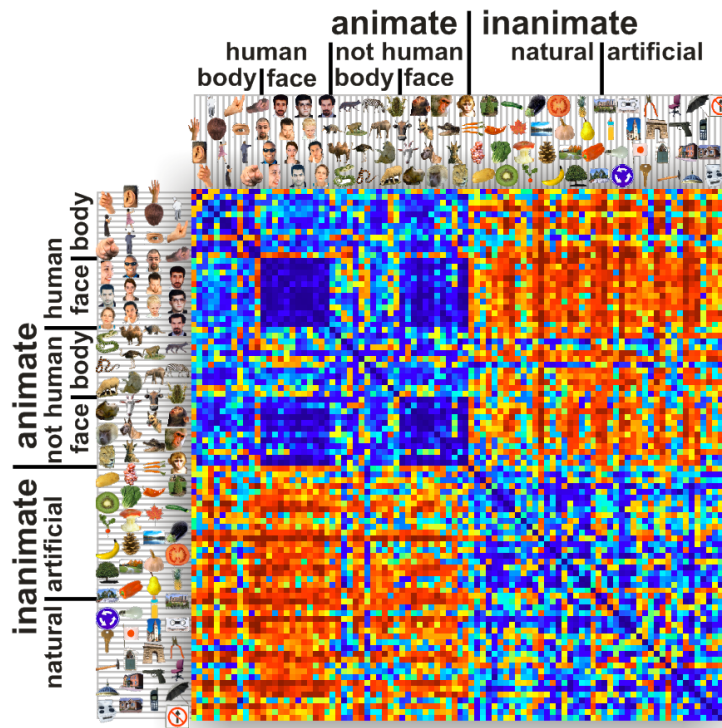 animate inanimate
human not human natural artificial
body face body face
animate inanimate
human not human artificial natural
body face body face